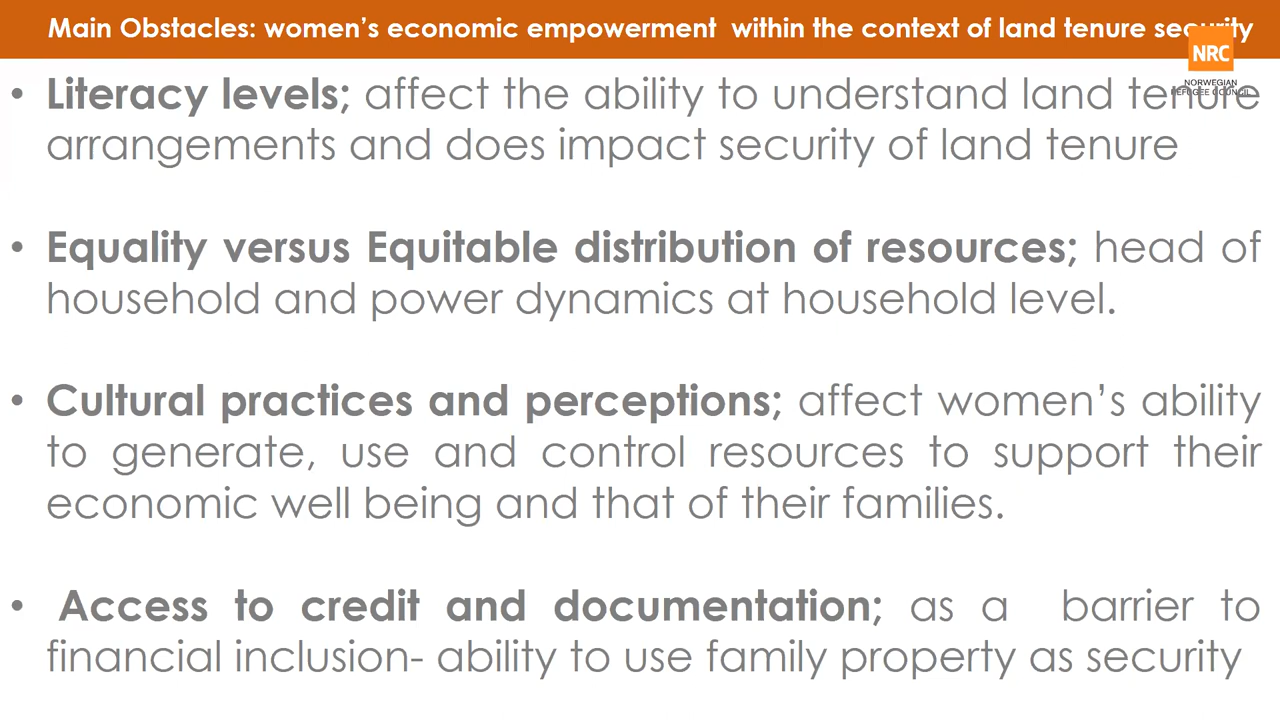 Main Obstacles: women’s economic empowerment  within the context of land tenure security
NRC
NORWEGIAN
REFUGEE COUNCIL
• Literacy levels; affect the ability to understand land tenure
arrangements and does impact security of land tenure
• Equality versus Equitable distribution of resources; head of
household and power dynamics at household level.
• Cultural practices and perceptions; affect women’s ability
to generate, use and control resources to support their
economic well being and that of their families.
• Access to credit and documentation; as a  barrier to
financial inclusion- ability to use family property as security